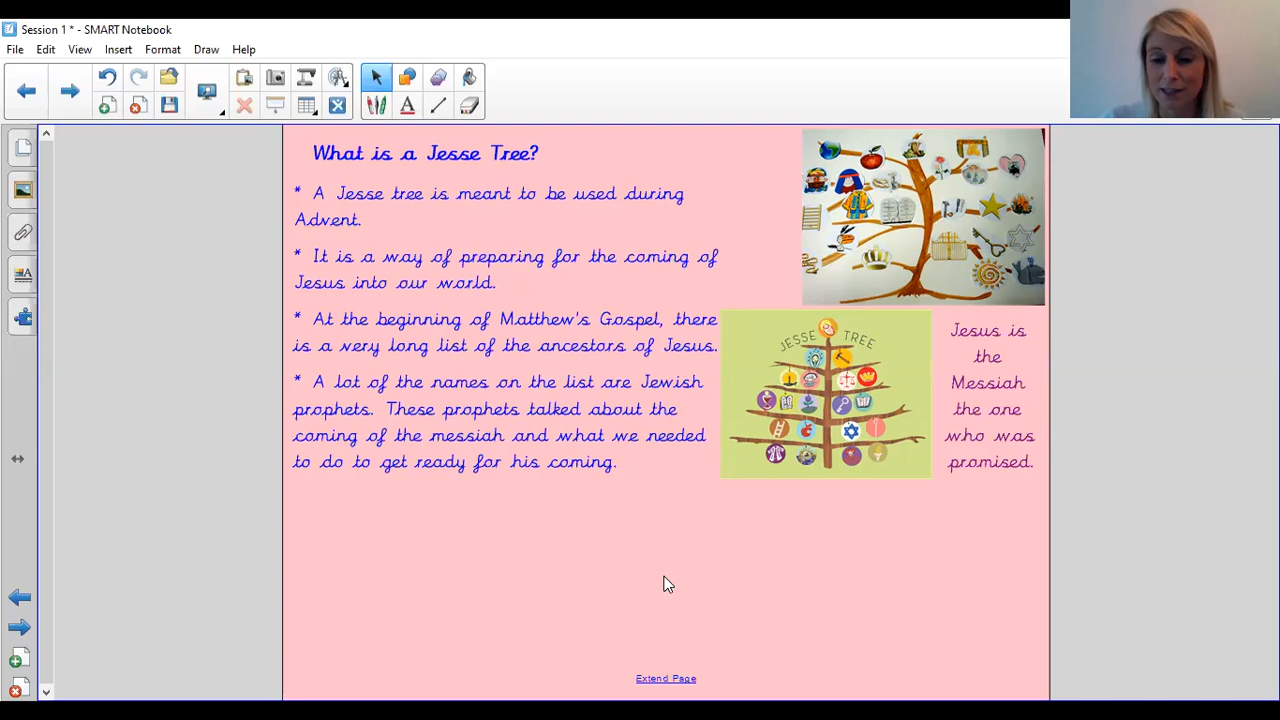 Session 1 * - SMART Notebook
File Edit View Insert Format Draw Help
What is a Jesse Tree?
* A Jesse tree is meant to be used during
Advent.
* It is a way of preparing for the coming of
Jesus into our world.
* At the beginning of Matthew's Gospel, there
is a very long list of the ancestors of Jesus.
* A lot of the names on the list are Jewish
prophets. These prophets talked about the
coming of the messiah and what we needed
to do to get ready for his coming.
JESSE TREE
Jesus is
the
Messiah
the one
who was
promised.
Extend Page